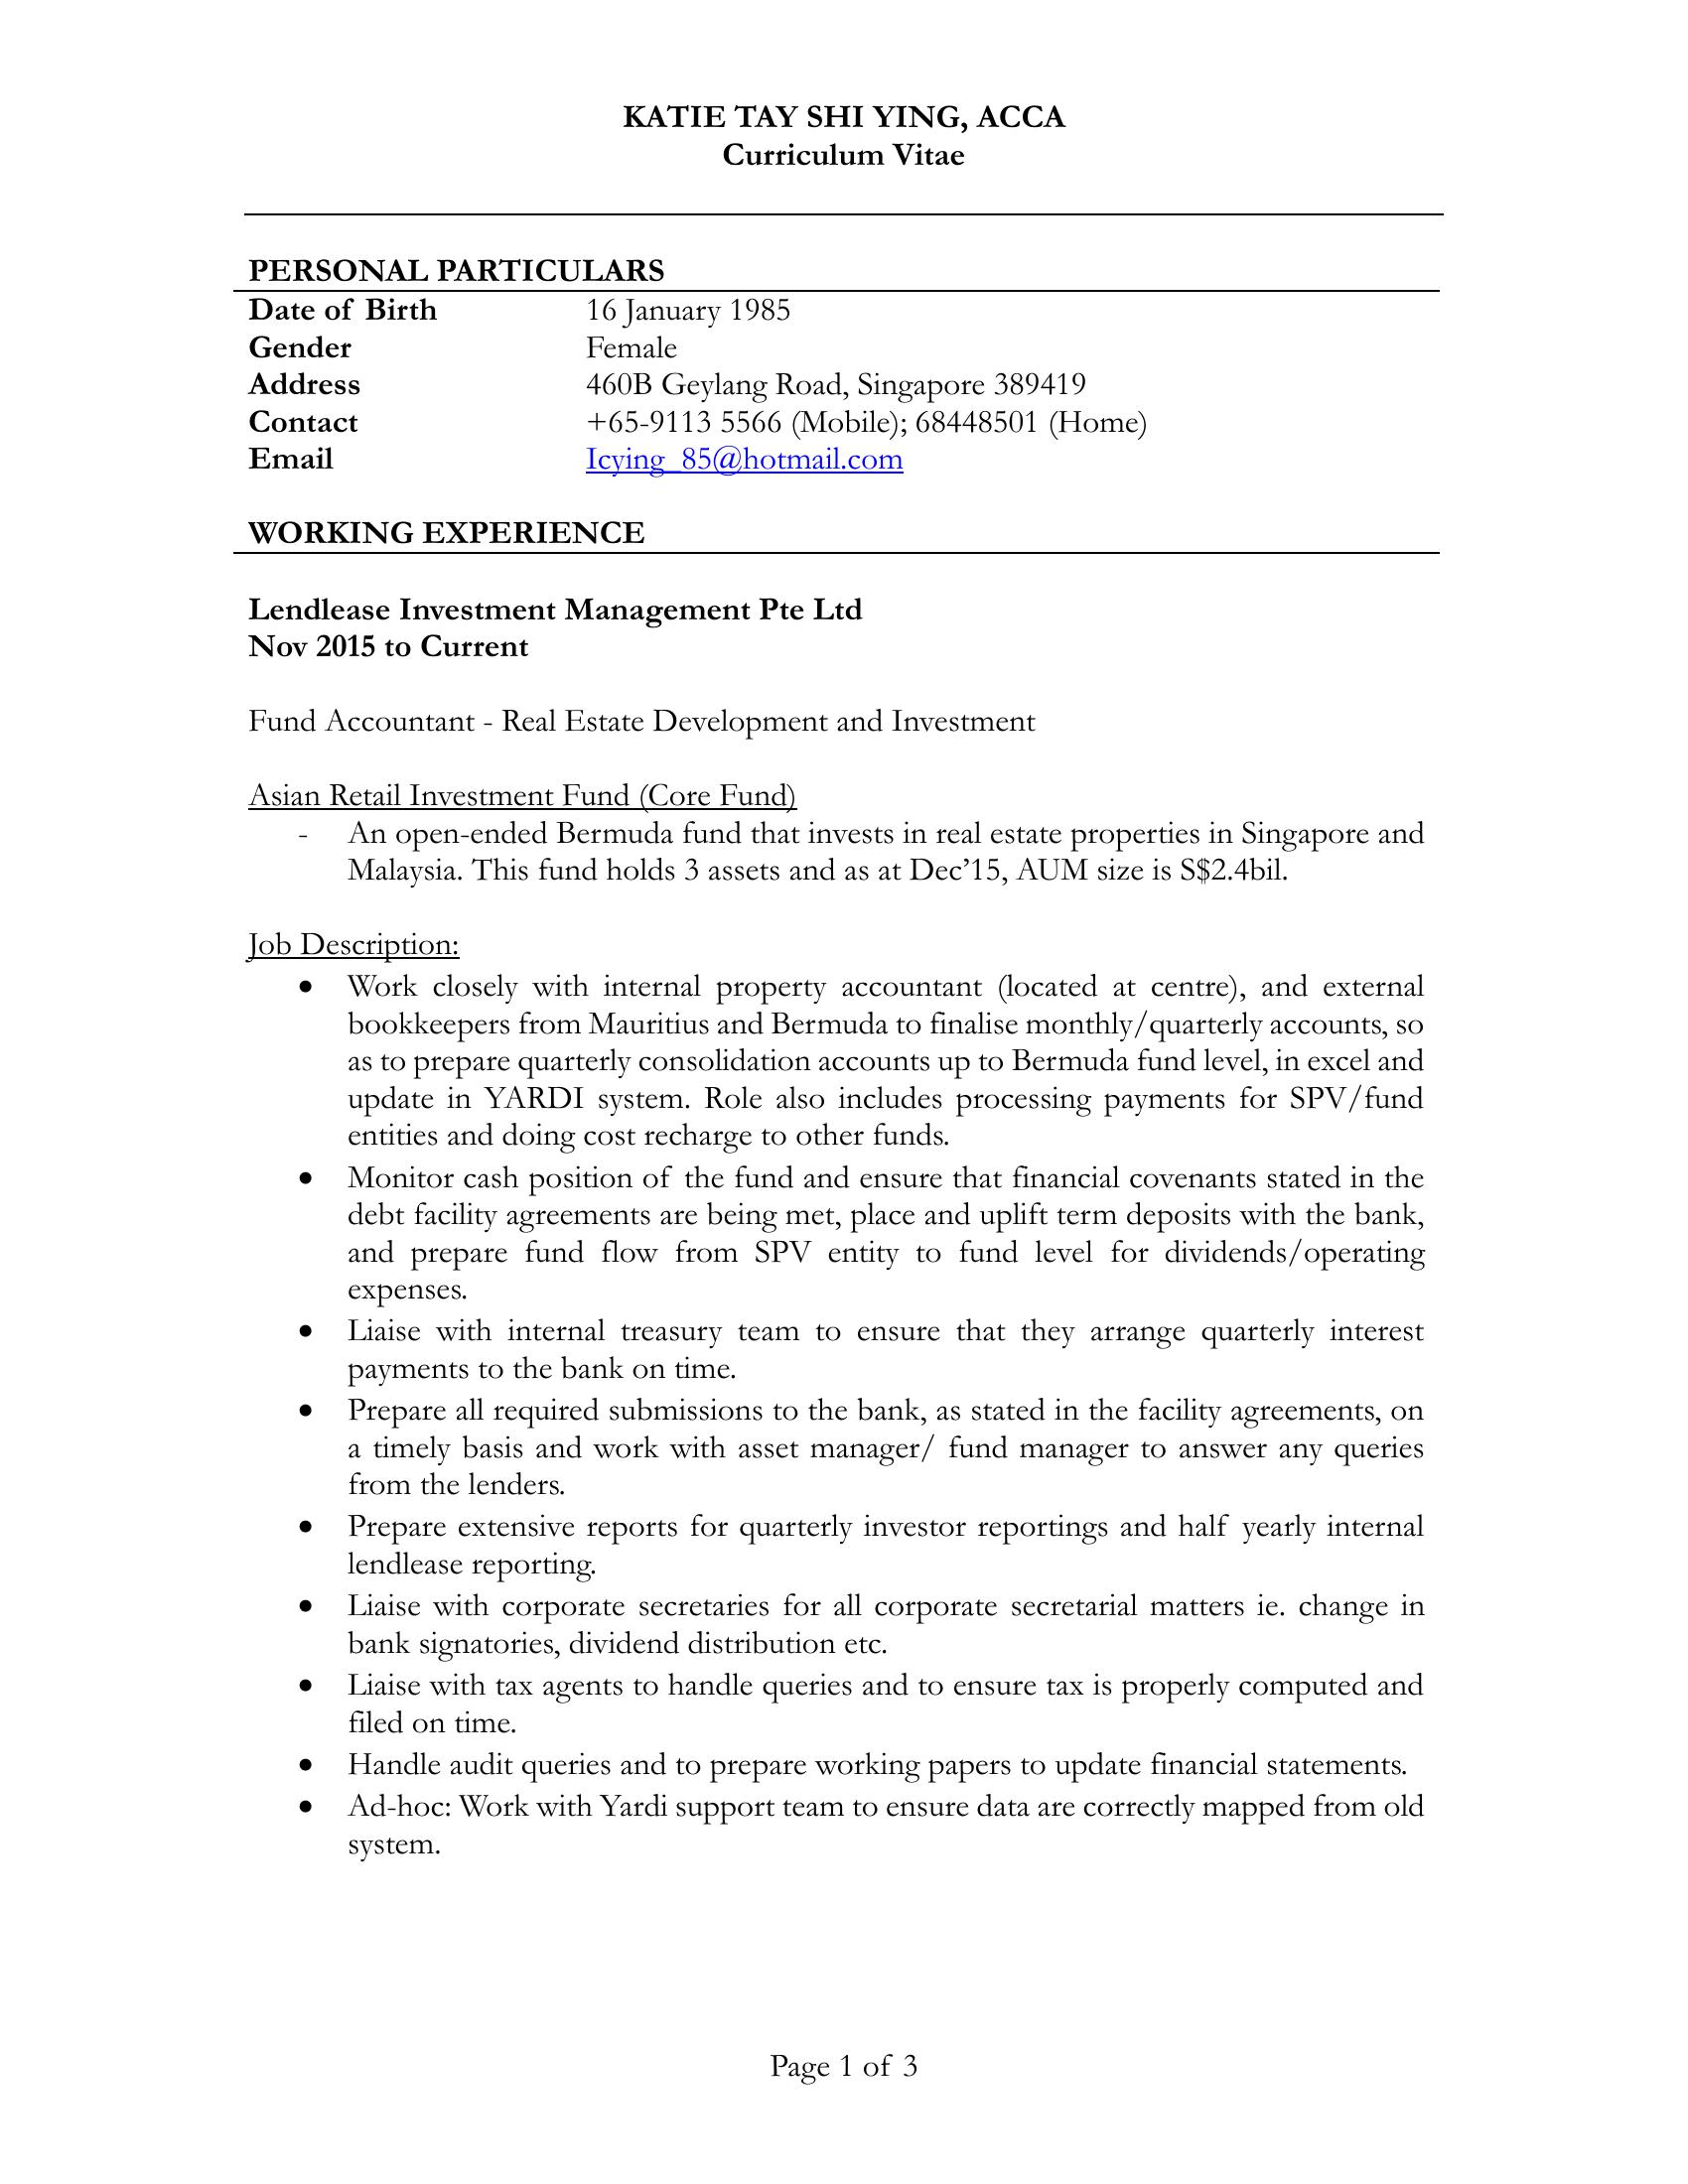 KATIE TAY SHI YING, ACCA
Curriculum Vitae
PERSONAL PARTICULARS
Date of Birth 16 January 1985
Gender Female
Address 460B Geylang Road, Singapore 389419
Contact +65-9113 5566 (Mobile); 68448501 (Home)
Email Icying_85@hotmail.com
WORKING EXPERIENCE
Lendlease Investment Management Pte Ltd
Nov 2015 to Current
Fund Accountant - Real Estate Development and Investment
Asian Retail Investment Fund (Core Fund)
- An open-ended Bermuda fund that invests in real estate properties in Singapore and
Malaysia. This fund holds 3 assets and as at Dec’15, AUM size is S$2.4bil.
Job Description:
• Work closely with internal property accountant (located at centre), and external
bookkeepers from Mauritius and Bermuda to finalise monthly/quarterly accounts, so
as to prepare quarterly consolidation accounts up to Bermuda fund level, in excel and
update in YARDI system. Role also includes processing payments for SPV/fund
entities and doing cost recharge to other funds.
• Monitor cash position of the fund and ensure that financial covenants stated in the
debt facility agreements are being met, place and uplift term deposits with the bank,
and prepare fund flow from SPV entity to fund level for dividends/operating
expenses.
• Liaise with internal treasury team to ensure that they arrange quarterly interest
payments to the bank on time.
• Prepare all required submissions to the bank, as stated in the facility agreements, on
a timely basis and work with asset manager/ fund manager to answer any queries
from the lenders.
• Prepare extensive reports for quarterly investor reportings and half yearly internal
lendlease reporting.
• Liaise with corporate secretaries for all corporate secretarial matters ie. change in
bank signatories, dividend distribution etc.
• Liaise with tax agents to handle queries and to ensure tax is properly computed and
filed on time.
• Handle audit queries and to prepare working papers to update financial statements.
• Ad-hoc: Work with Yardi support team to ensure data are correctly mapped from old
system.
Page 1 of 3